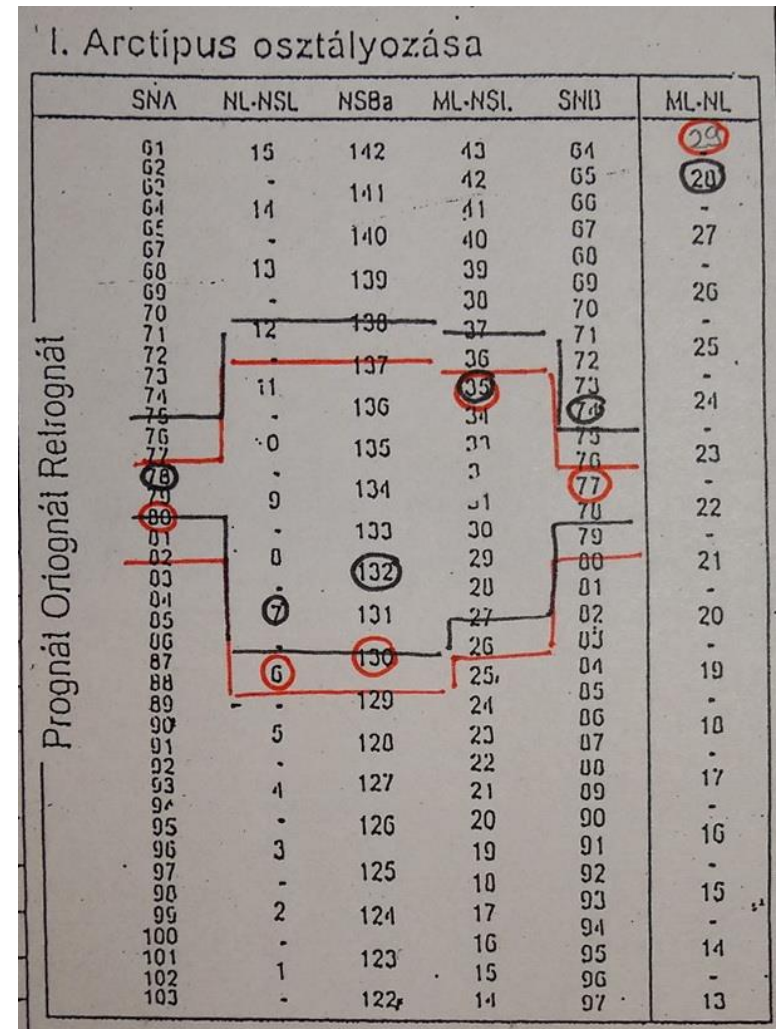 I. Arctipus osztályozása
SNA NL-NSL NSBa ML-NSL SNB ML-NL
61 62 63 64 65 67 68 69 70 71 72 73 74 75 76 77 78 79 80 81 82 83 84 85 86 87 88 89 90 91 92 93 94 95 96 97 98 99 100 101 102 103
15 - 14 - 13 - 12 - 11 - 10 - 9 - 8 - 7 - 6 - 5 - 4 - 3 - 2 - 1 -
142 141 140 139 138 137 136 135 134 133 132 131 130 129 128 127 126 125 124 123 122
43 42 41 40 39 38 37 36 35 34 33 3 31 30 29 28 27 26 25 24 23 22 21 20 19 18 17 16 15 14
64 65 66 67 68 69 70 71 72 73 74 75 76 77 78 79 80 81 82 83 84 85 86 87 88 89 90 91 92 93 94 95 96 97
29 28 - 27 - 26 - 25 - 24 - 23 - 22 - 21 - 20 - 19 - 18 - 17 - 16 - 15 - 14 - 13
Prognát Ortognát Retrognát